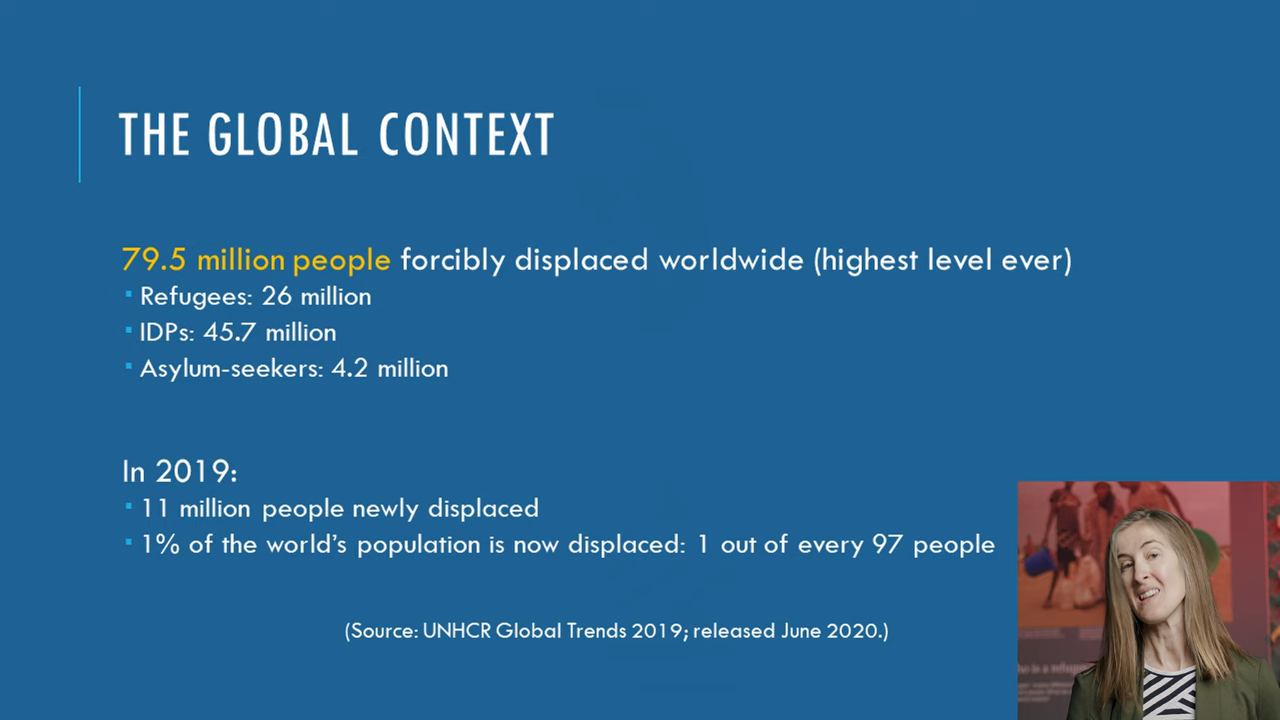 THE GLOBAL CONTEXT
79.5 million people forcibly displaced worldwide (highest level ever)
Refugees: 26 million
IDPs: 45.7 million
Asylum-seekers: 4.2 million
In 2019:
11 million people newly displaced
1% of the world's population is now displaced: 1 out of every 97 people
(Source: UNHCR Global Trends 2019; released June 2020.)
is a